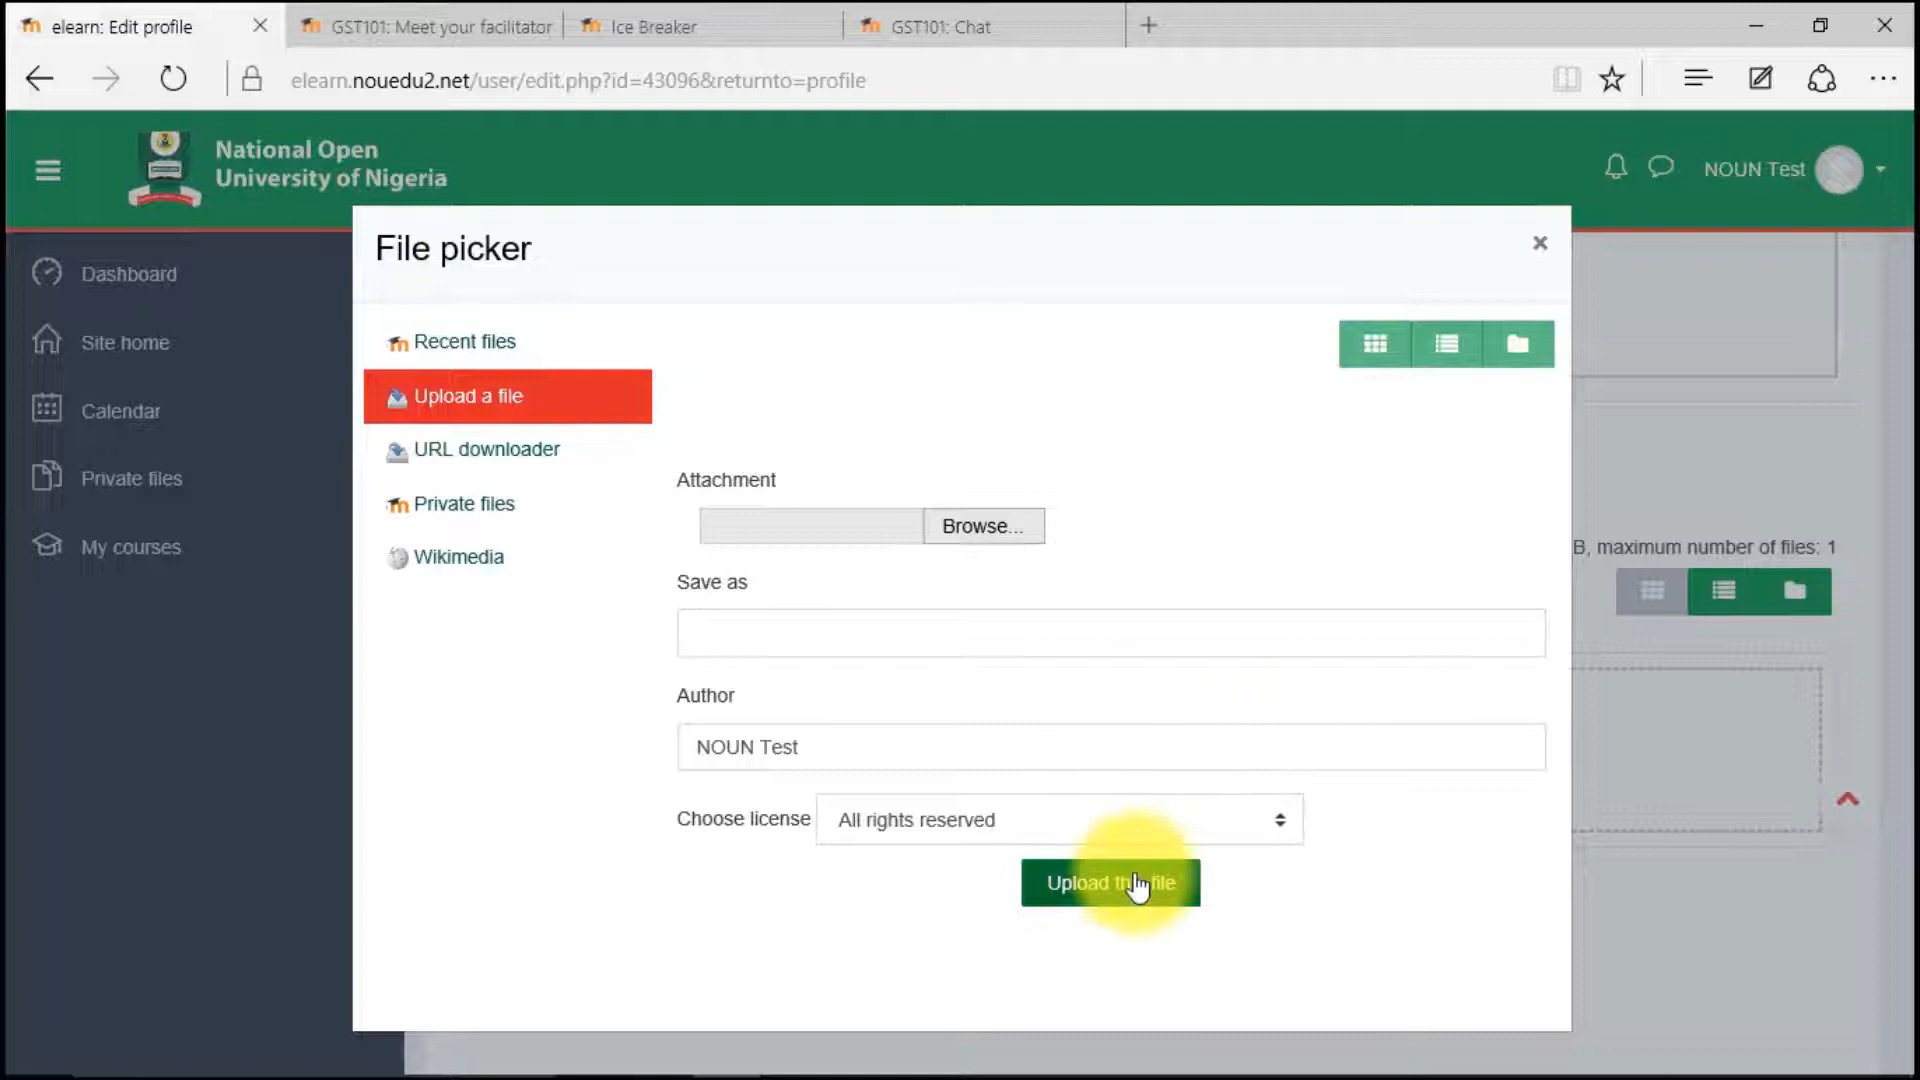 elearn: Edit profile
GST101: Meet your facilitator
Ice Breaker
GST101: Chat
elearn.nouedu2.net/user/edit.php?id=43096&returnto=profile
National Open
University of Nigeria
NOUN Test
File picker
Dashboard
Site home
Calendar
Private files
My courses
Recent files
Upload a file
URL downloader
Private files
Wikimedia
Attachment
Browse...
Save as
Author
NOUN Test
Choose license
All rights reserved
Upload this file
B, maximum number of files: 1